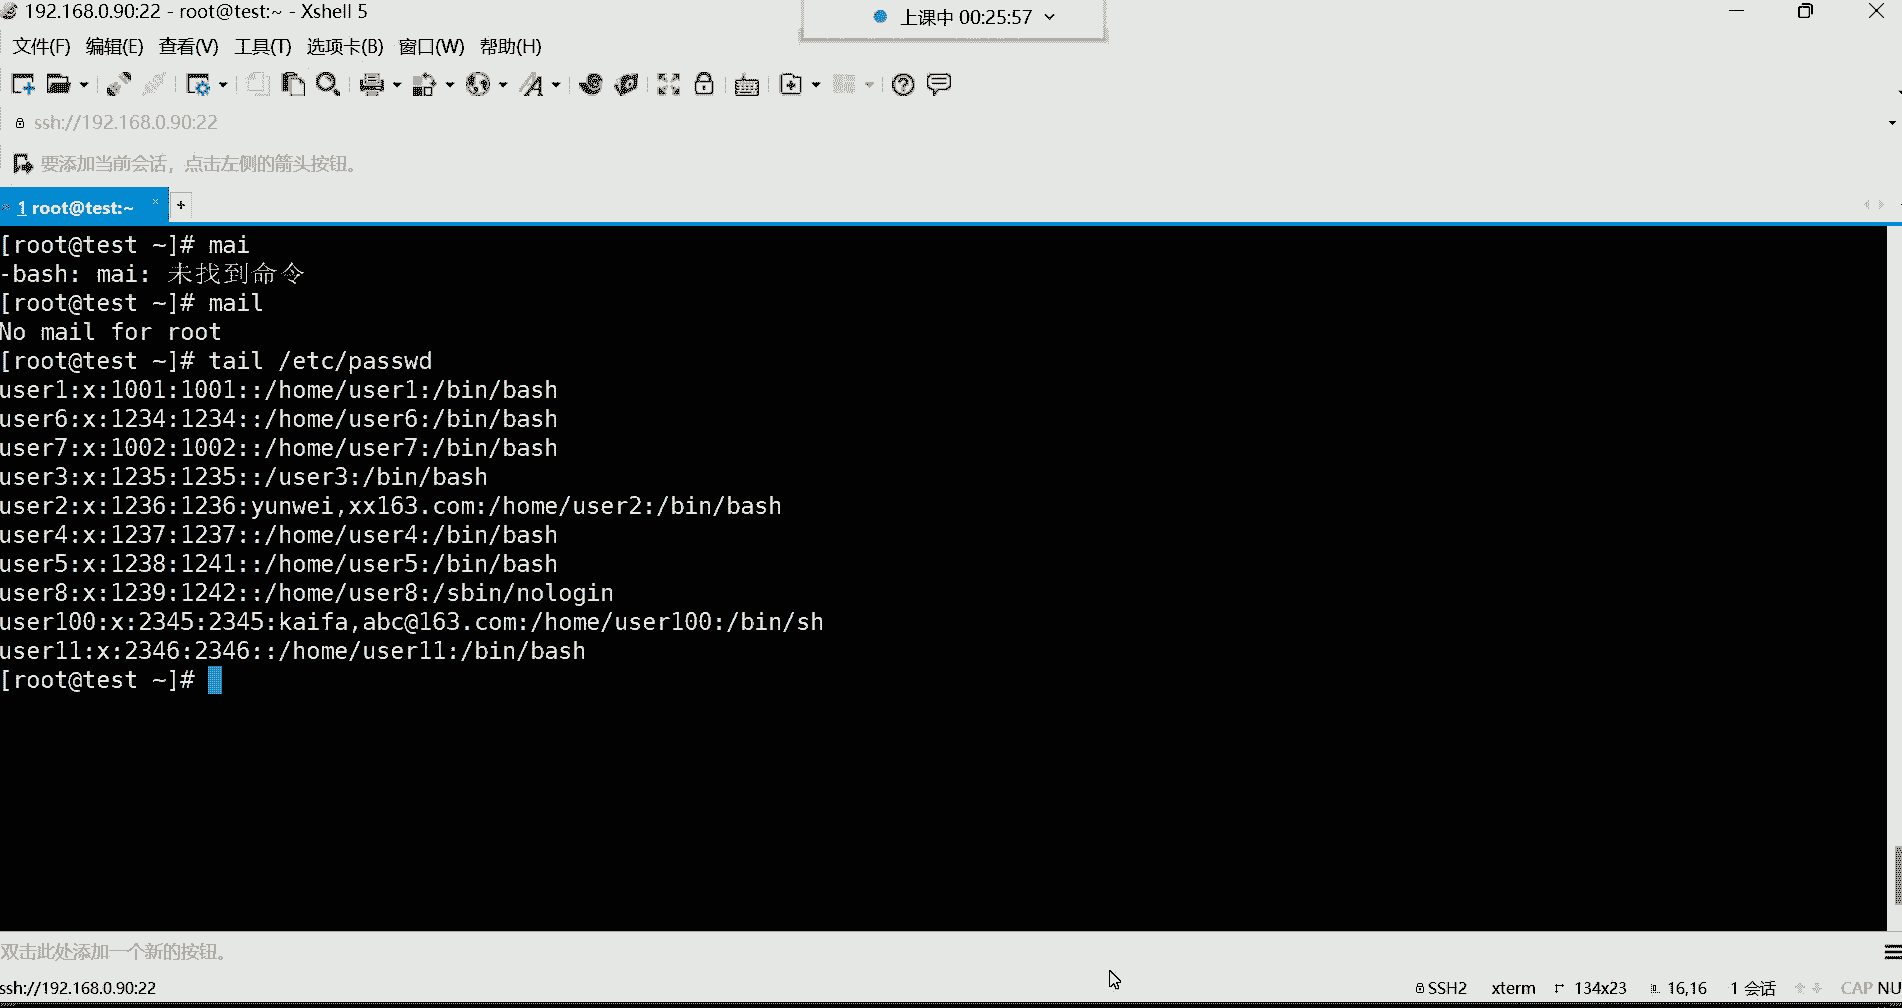 192.168.0.90:22 - root@test:~ - Xshell 5
上课中 00:25:57
文件(F) 编辑(E) 查看(V) 工具(T) 选项卡(B) 窗口(W) 帮助(H)
ssh://192.168.0.90:22
要添加当前会话，点击左侧的箭头按钮。
1 root@test:~ × +
[root@test ~]# mai
-bash: mai: 未找到命令
[root@test ~]# mail
No mail for root
[root@test ~]# tail /etc/passwd
user1:x:1001:1001::/home/user1:/bin/bash
user6:x:1234:1234::/home/user6:/bin/bash
user7:x:1002:1002::/home/user7:/bin/bash
user3:x:1235:1235::/user3:/bin/bash
user2:x:1236:1236:yunwei,xx163.com:/home/user2:/bin/bash
user4:x:1237:1237::/home/user4:/bin/bash
user5:x:1238:1241::/home/user5:/bin/bash
user8:x:1239:1242::/home/user8:/sbin/nologin
user100:x:2345:2345:kaifa,abc@163.com:/home/user100:/bin/sh
user11:x:2346:2346::/home/user11:/bin/bash
[root@test ~]#
双击此处添加一个新的按钮。
ssh://192.168.0.90:22 SSH2 xterm 134x23 16,16 1 会话 CAP NU